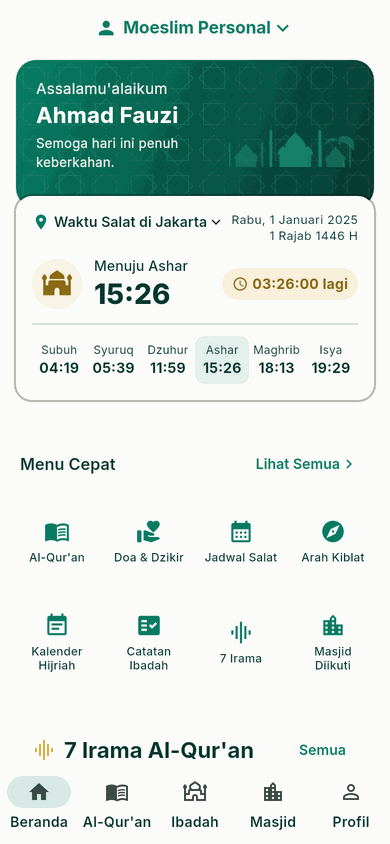 Moeslim Personal
Assalamu'alaikum
Ahmad Fauzi
Semoga hari ini penuh
keberkahan.
Waktu Salat di Jakarta
Rabu, 1 Januari 2025
1 Rajab 1446 H
Menuju Ashar
15:26
03:26:00 lagi
Subuh Syuruq Dzuhur Ashar Maghrib Isya
04:19 05:39 11:59 15:26 18:13 19:29
Menu Cepat Lihat Semua
Al-Qur'an Doa & Dzikir Jadwal Salat Arah Kiblat
Kalender
Hijriah
Catatan
Ibadah
7 Irama
Masjid
Diikuti
7 Irama Al-Qur'an Semua
Beranda Al-Qur'an Ibadah Masjid Profil